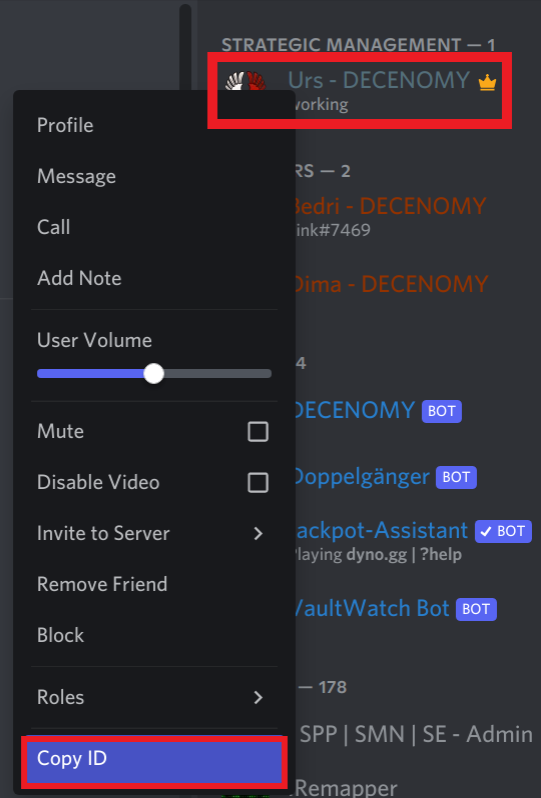 STRATEGIC MANAGEMENT — 1
Urs - DECENOMY
working
Profile
Message
Call
Add Note
User Volume
Mute
Disable Video
Invite to Server
Remove Friend
Block
Roles
Copy ID
RS — 2
Bedri - DECENOMY
ink#7469
Dima - DECENOMY
4
DECENOMY BOT
Doppelgänger BOT
ackpot-Assistant BOT
Playing dyno.gg | ?help
VaultWatch Bot BOT
— 178
SPP | SMN | SE - Admin
.Remapper